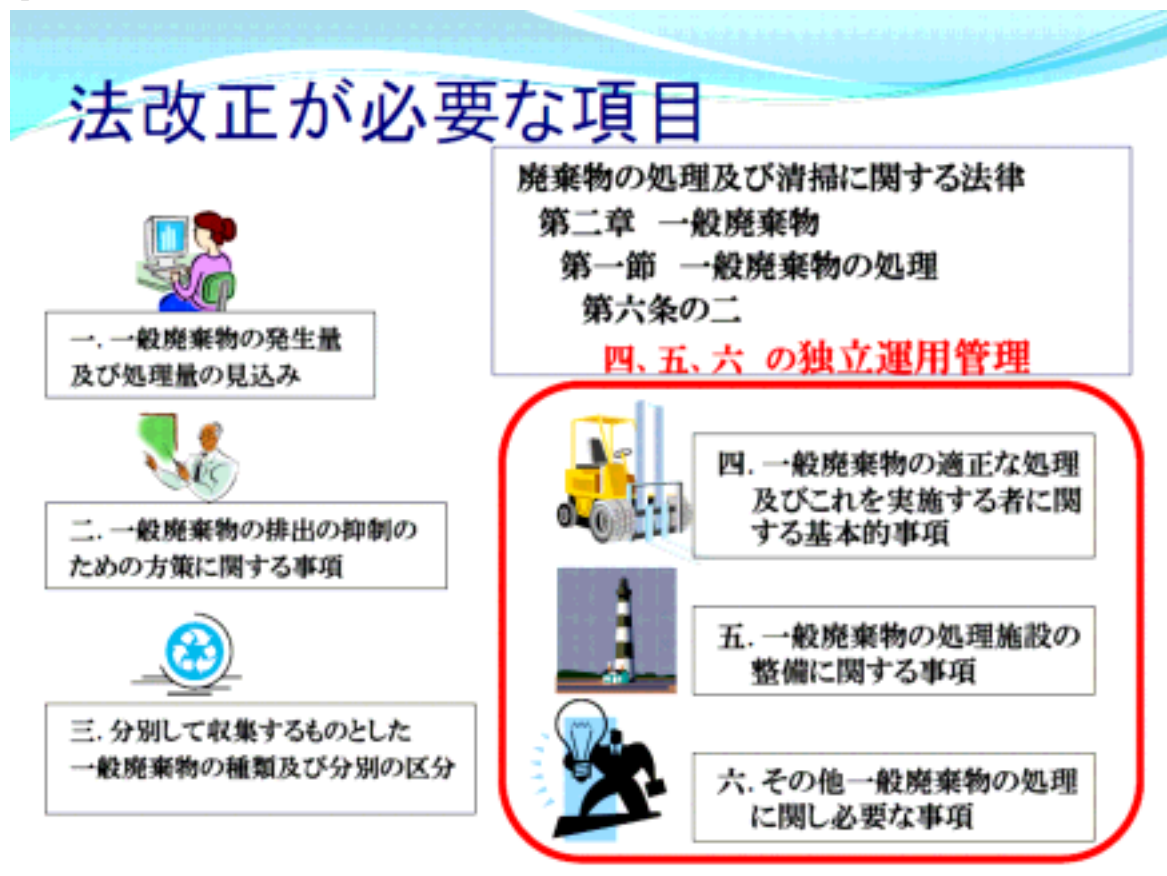 法改正が必要な項目
廃棄物の処理及び清掃に関する法律
第二章 一般廃棄物
第一節 一般廃棄物の処理
第六条の二
四、五、六 の独立運用管理
一．一般廃棄物の発生量
及び処理量の見込み
二．一般廃棄物の排出の抑制の
ための方策に関する事項
三．分別して収集するものとした
一般廃棄物の種類及び分別の区分
四．一般廃棄物の適正な処理
及びこれを実施する者に関
する基本的事項
五．一般廃棄物の処理施設の
整備に関する事項
六．その他一般廃棄物の処理
に関し必要な事項